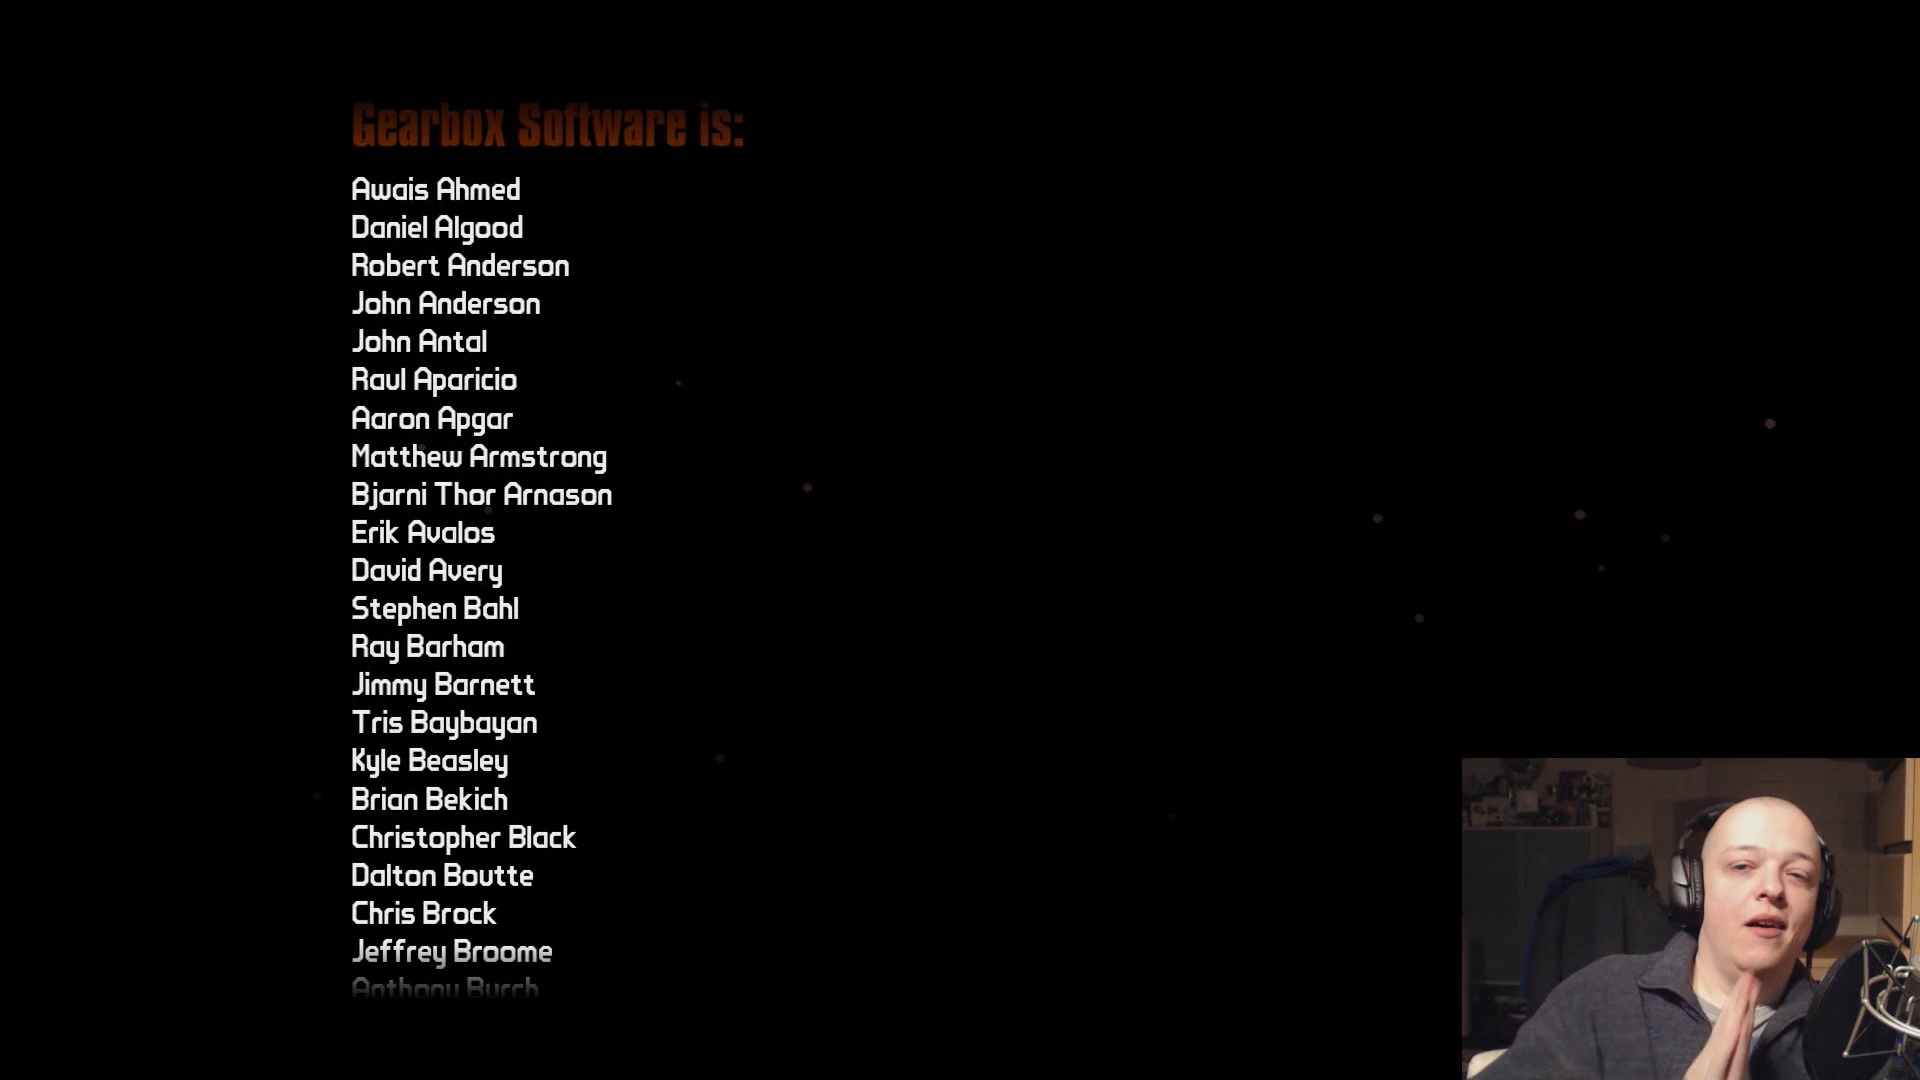 Gearbox Software is:
Awais Ahmed
Daniel Algood
Robert Anderson
John Anderson
John Antal
Raul Aparicio
Aaron Apgar
Matthew Armstrong
Bjarni Thor Arnason
Erik Avalos
David Avery
Stephen Bahl
Ray Barham
Jimmy Barnett
Tris Baybayan
Kyle Beasley
Brian Bekich
Christopher Black
Dalton Boutte
Chris Brock
Jeffrey Broome
Anthony Burch